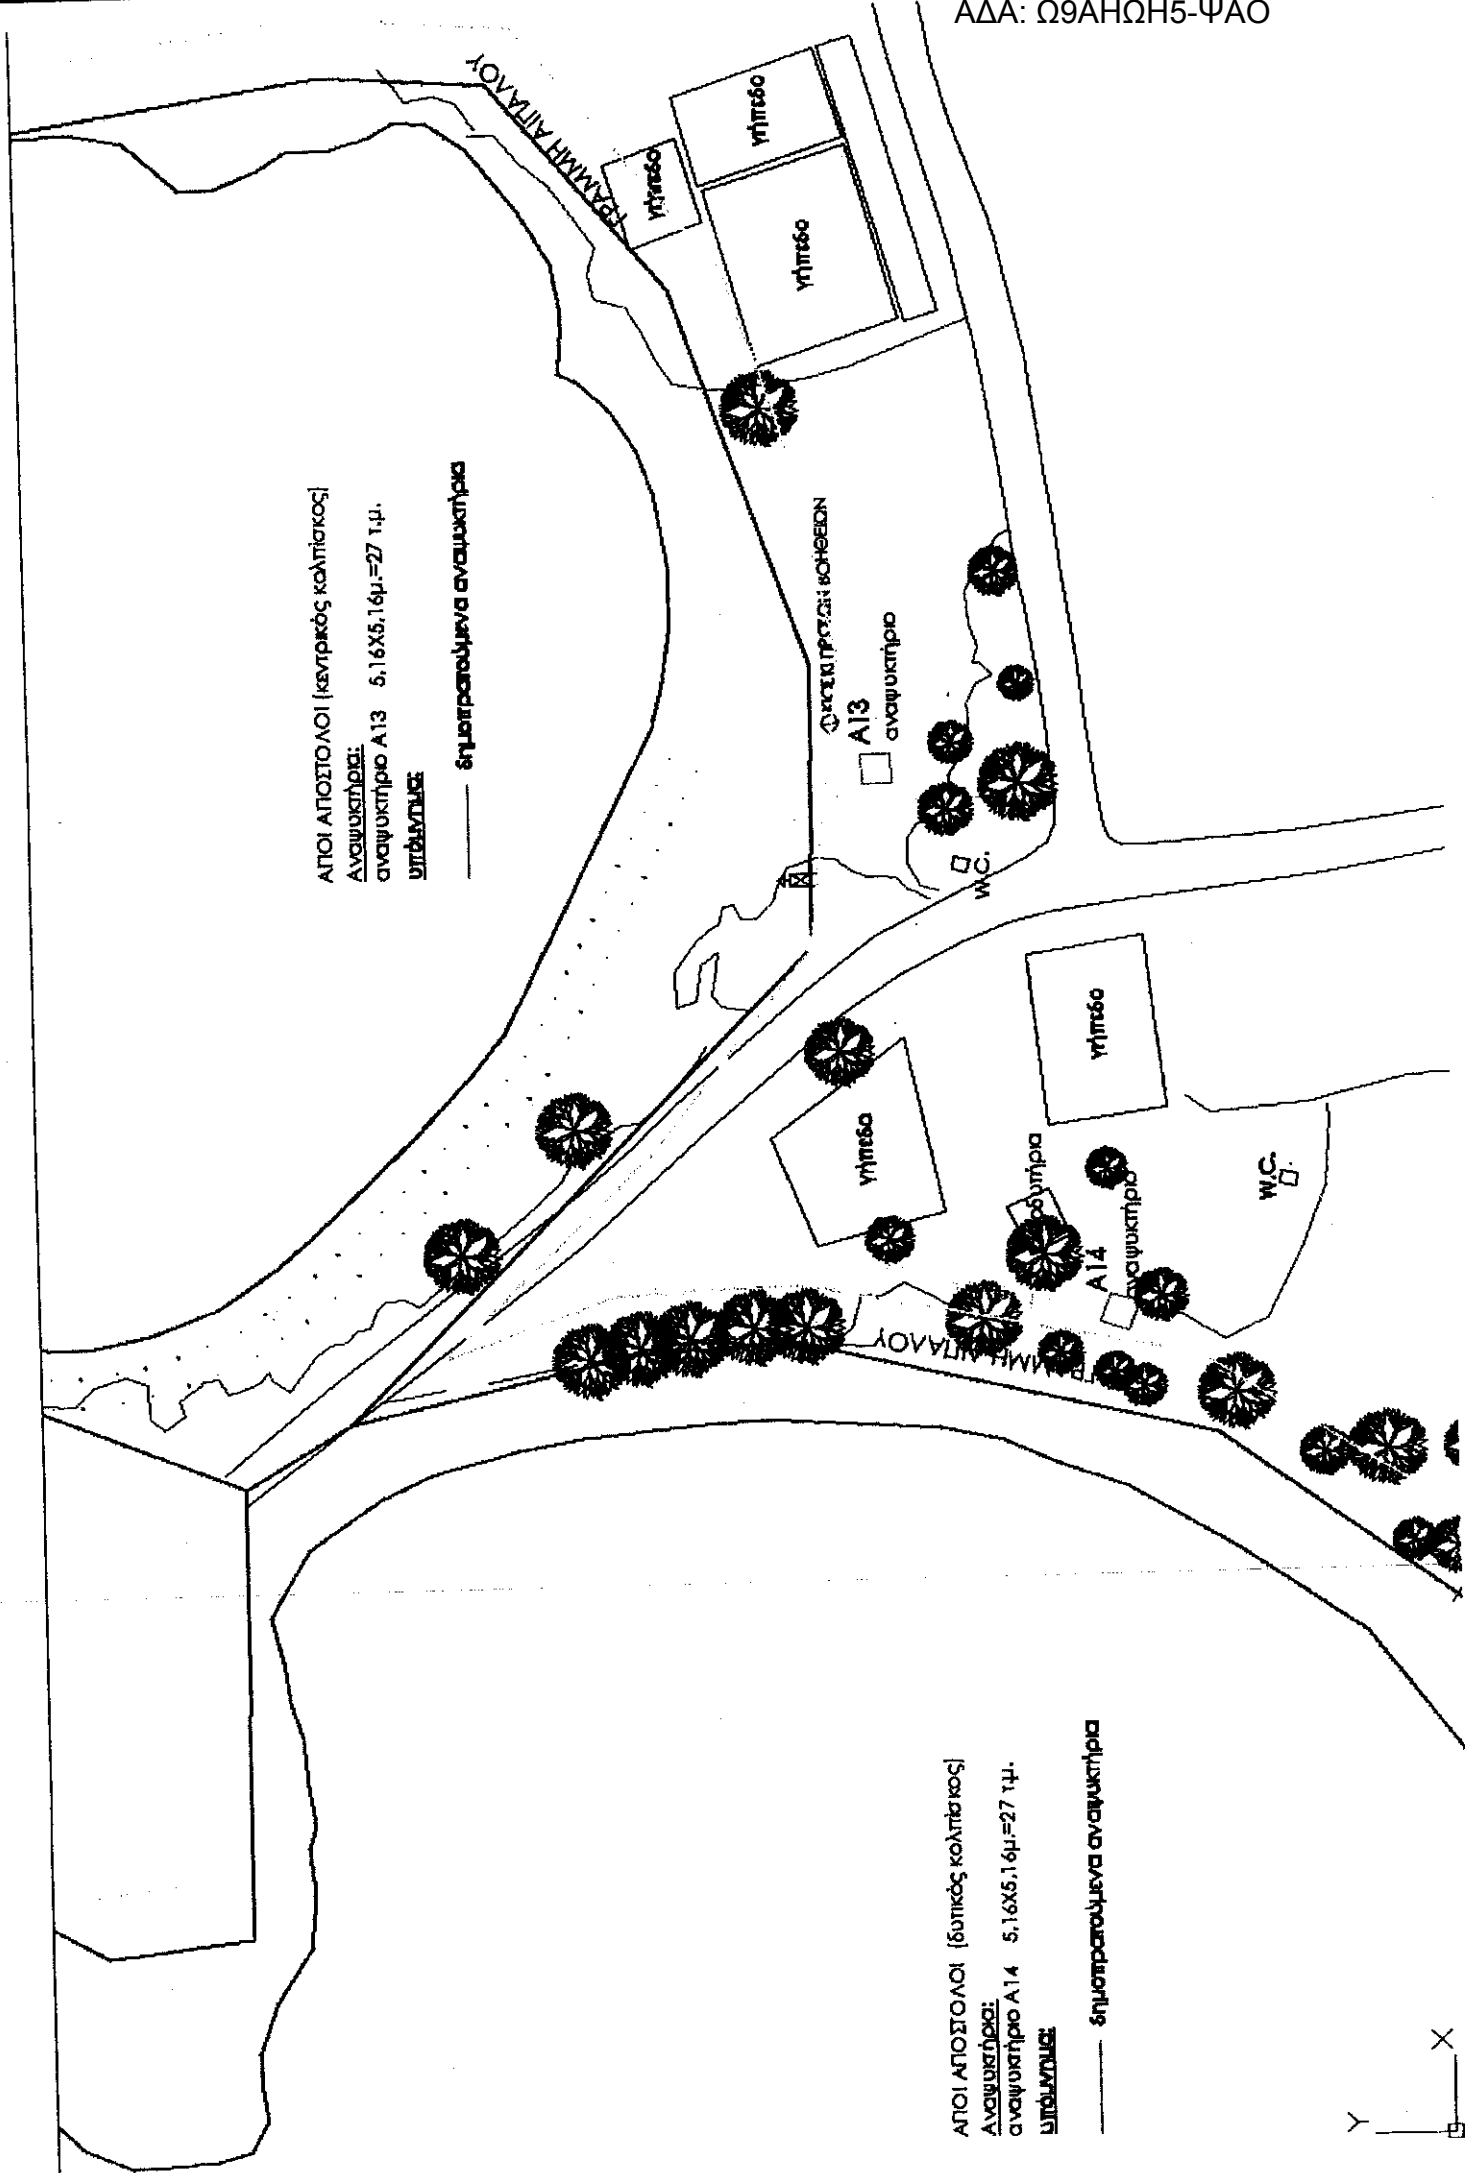 ΑΔΑ: Ω9ΑΗΩΗ5-ΨΑΟ
ΓΡΑΜΜΗ ΑΙΓΙΑΛΟΥ
γήπεδο
γήπεδο
γήπεδο
ΑΓΙΟΙ ΑΠΟΣΤΟΛΟΙ (κεντρικός κολπίσκος)
Αναψυκτήρια:
αναψυκτήριο Α13 5,16Χ5,16μ.=27 τ.μ.
υπόμνημα:
δημοπρατούμενα αναψυκτήρια
ΠΡΩΤΩΝ ΒΟΗΘΕΙΩΝ
Α13
αναψυκτήριο
W.C.
γήπεδο
γήπεδο
Α14
αναψυκτήριο
W.C.
ΑΙΓΙΑΛΟΥ
ΑΓΙΟΙ ΑΠΟΣΤΟΛΟΙ (δυτικός κολπίσκος)
Αναψυκτήρια:
αναψυκτήριο Α14 5,16Χ5,16μ.=27 τ.μ.
υπόμνημα:
δημοπρατούμενα αναψυκτήρια
Y
X